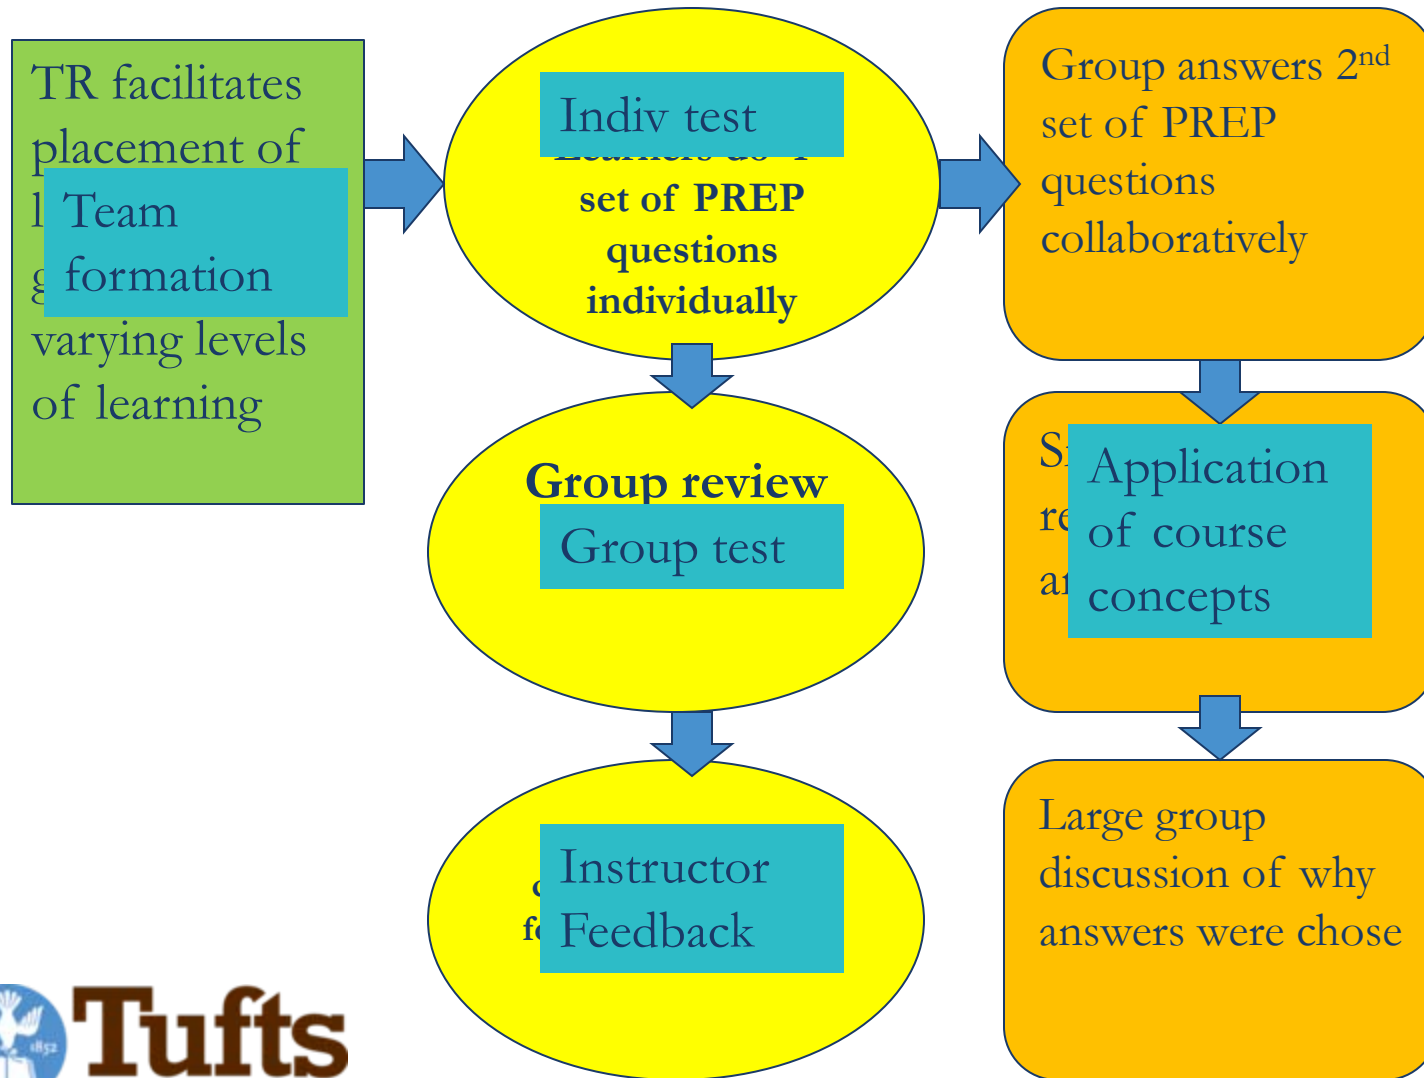 TR facilitates
placement of
Team
formation
varying levels
of learning
Indiv test
set of PREP
questions
individually
Group review
Group test
Instructor
Feedback
Group answers 2nd
set of PREP
questions
collaboratively
Application
of course
concepts
Large group
discussion of why
answers were chose
1852
Tufts